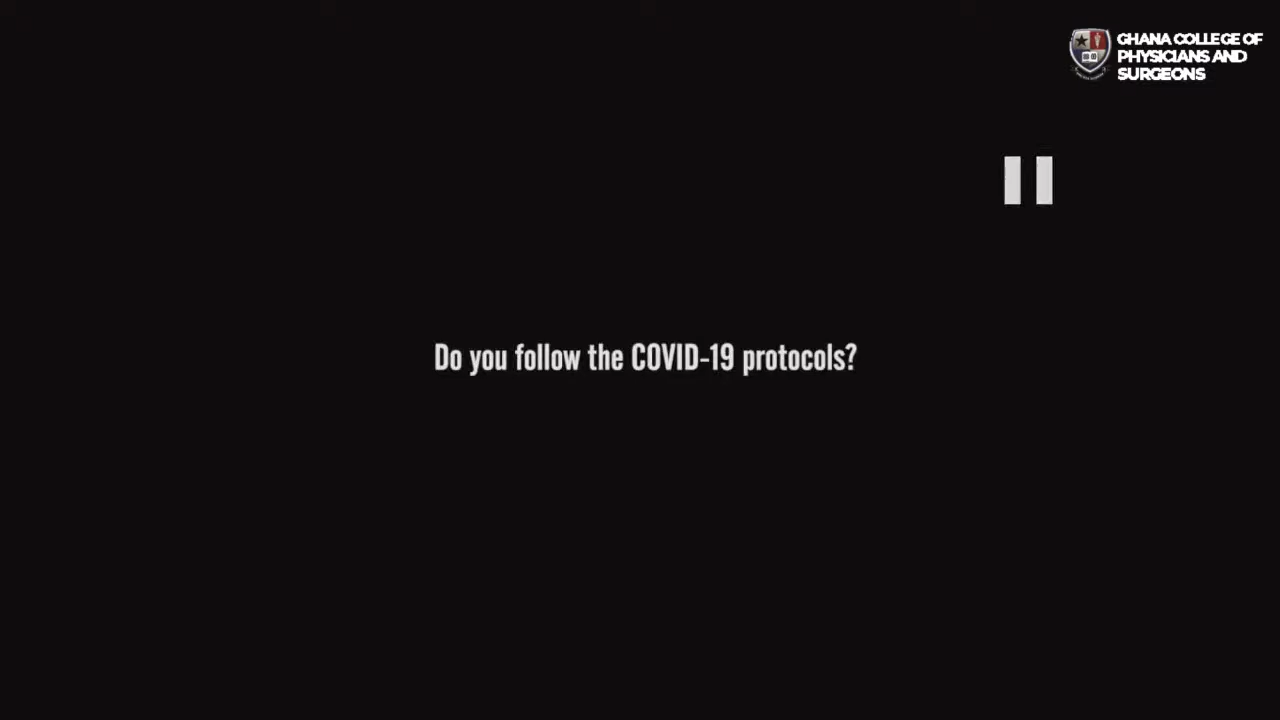 GHANA COLLEGE OF
PHYSICIANS AND
SURGEONS
Do you follow the COVID-19 protocols?